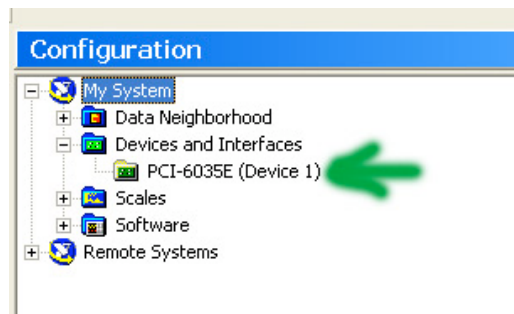 Configuration
My System
Data Neighborhood
Devices and Interfaces
PCI-6035E (Device 1)
Scales
Software
Remote Systems